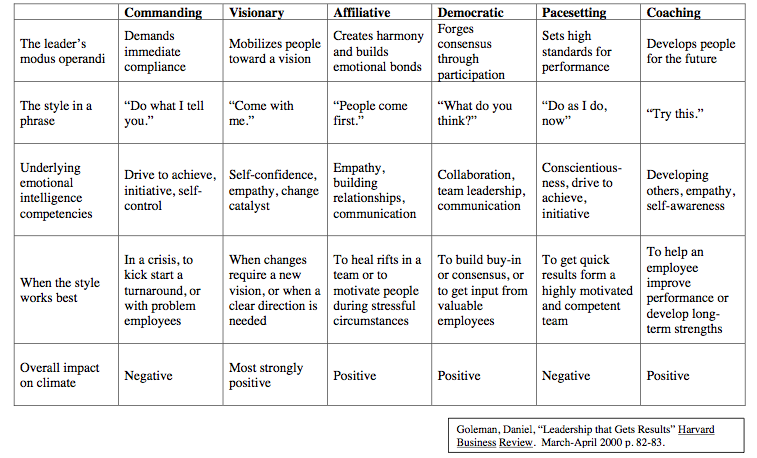 Commanding Visionary Affiliative Democratic Pacesetting Coaching
The leader’s
modus operandi
Demands
immediate
compliance
Mobilizes people
toward a vision
Creates harmony
and builds
emotional bonds
Forges
consensus
through
participation
Sets high
standards for
performance
Develops people
for the future
The style in a
phrase
“Do what I tell
you.”
“Come with
me.”
“People come
first.”
“What do you
think?”
“Do as I do,
now”
“Try this.”
Underlying
emotional
intelligence
competencies
Drive to achieve,
initiative, self-
control
Self-confidence,
empathy, change
catalyst
Empathy,
building
relationships,
communication
Collaboration,
team leadership,
communication
Conscientious-
ness, drive to
achieve,
initiative
Developing
others, empathy,
self-awareness
When the style
works best
In a crisis, to
kick start a
turnaround, or
with problem
employees
When changes
require a new
vision, or when a
clear direction is
needed
To heal rifts in a
team or to
motivate people
during stressful
circumstances
To build buy-in
or consensus, or
to get input from
valuable
employees
To get quick
results form a
highly motivated
and competent
team
To help an
employee
improve
performance or
develop long-
term strengths
Overall impact
on climate
Negative
Most strongly
positive
Positive
Positive
Negative
Positive
Goleman, Daniel, “Leadership that Gets Results” Harvard
Business Review. March-April 2000 p. 82-83.